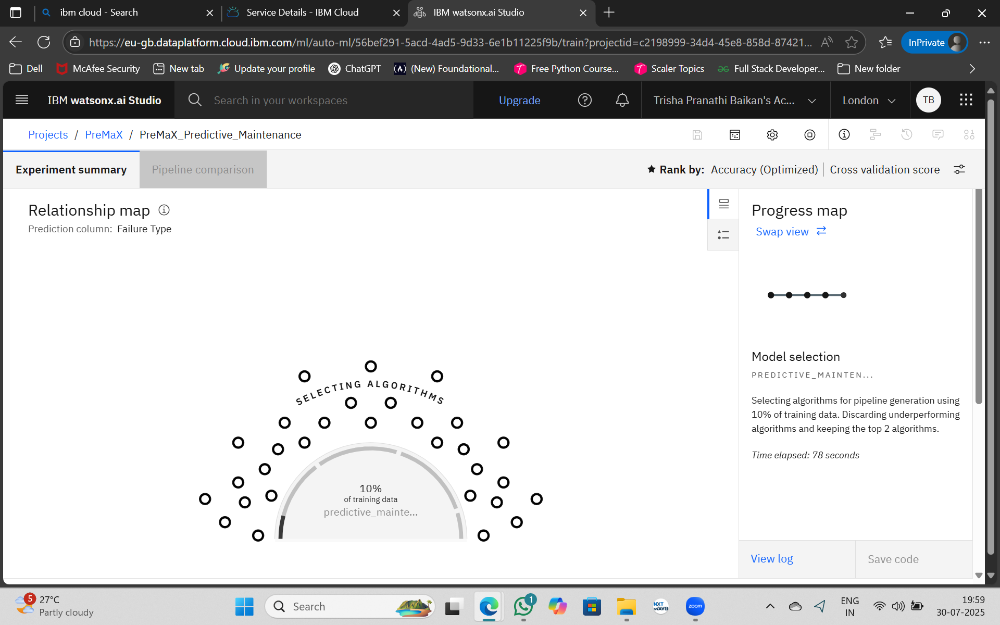 ibm cloud - Search
Service Details - IBM Cloud
IBM watsonx.ai Studio
https://eu-gb.dataplatform.cloud.ibm.com/ml/auto-ml/56bef291-5acd-4ad5-9d33-6e1b11225f9b/train?projectid=c2198999-34d4-45e8-858d-87421...
InPrivate
Dell
McAfee Security
New tab
Update your profile
ChatGPT
(New) Foundational...
Free Python Course...
Scaler Topics
Full Stack Developer...
New folder
IBM watsonx.ai Studio
Search in your workspaces
Upgrade
Trisha Pranathi Baikan's Ac...
London
TB
Projects / PreMaX / PreMaX_Predictive_Maintenance
Experiment summary
Pipeline comparison
Rank by: Accuracy (Optimized) | Cross validation score
Relationship map
Prediction column: Failure Type
SELECTING ALGORITHMS
10%
of training data
predictive_mainte...
Progress map
Swap view
Model selection
PREDICTIVE_MAINTEN...
Selecting algorithms for pipeline generation using
10% of training data. Discarding underperforming
algorithms and keeping the top 2 algorithms.
Time elapsed: 78 seconds
View log
Save code
5
27°C
Partly cloudy
Search
1
NXT
WAVE
zoom
ENG
IN
19:59
30-07-2025